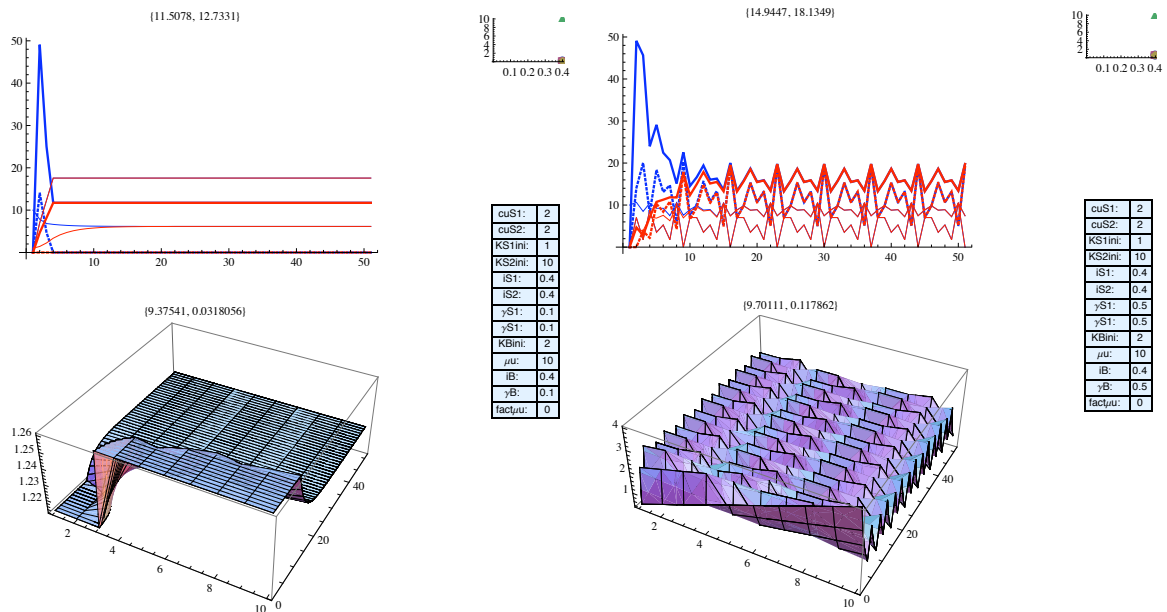 {11.5078, 12.7331}
50
40
30
20
10
10 20 30 40 50
10
8
6
4
2
0.1 0.2 0.3 0.4
cuS1: 2
cuS2: 2
KS1ini: 1
KS2ini: 10
iS1: 0.4
iS2: 0.4
γS1: 0.1
γS1: 0.1
KBini: 2
μu: 10
iB: 0.4
γB: 0.1
factμu: 0
{9.37541, 0.0318056}
1.26
1.25
1.24
1.23
1.22
2 4 6 8 10
0 20 40
{14.9447, 18.1349}
50
40
30
20
10
0
10 20 30 40 50
10
8
6
4
2
0.1 0.2 0.3 0.4
cuS1: 2
cuS2: 2
KS1ini: 1
KS2ini: 10
iS1: 0.4
iS2: 0.4
γS1: 0.5
γS1: 0.5
KBini: 2
μu: 10
iB: 0.4
γB: 0.5
factμu: 0
{9.70111, 0.117862}
4
3
2
1
2 4 6 8 10
0 20 40